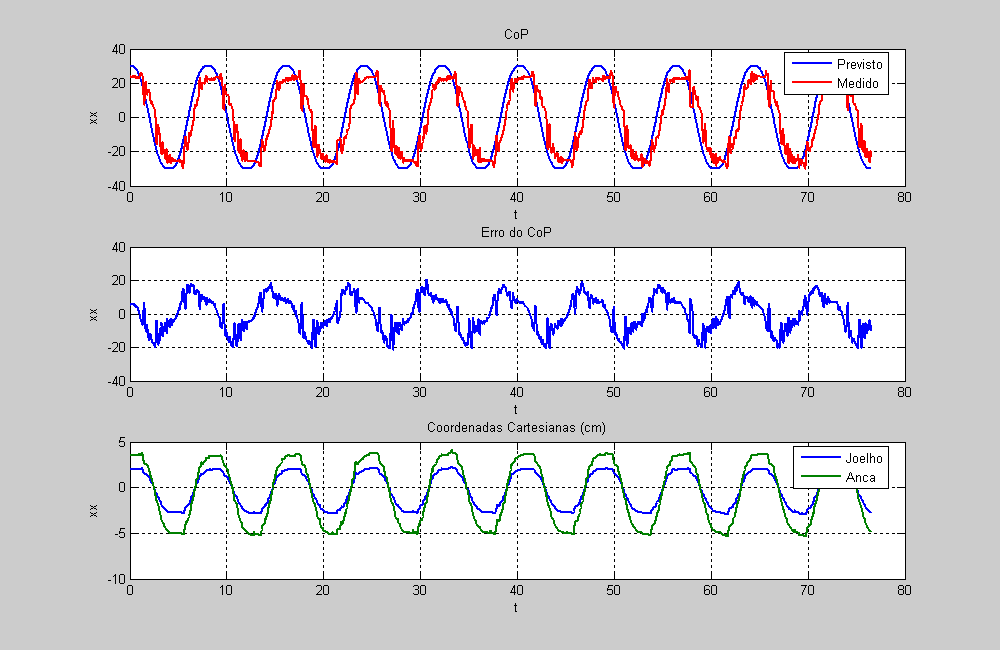 CoP
40
20
0
-20
-40
xx
Previsto
Medido
0 10 20 30 40 50 60 70 80
t
Erro do CoP
40
20
0
-20
-40
xx
0 10 20 30 40 50 60 70 80
t
Coordenadas Cartesianas (cm)
5
0
-5
-10
xx
Joelho
Anca
0 10 20 30 40 50 60 70 80
t